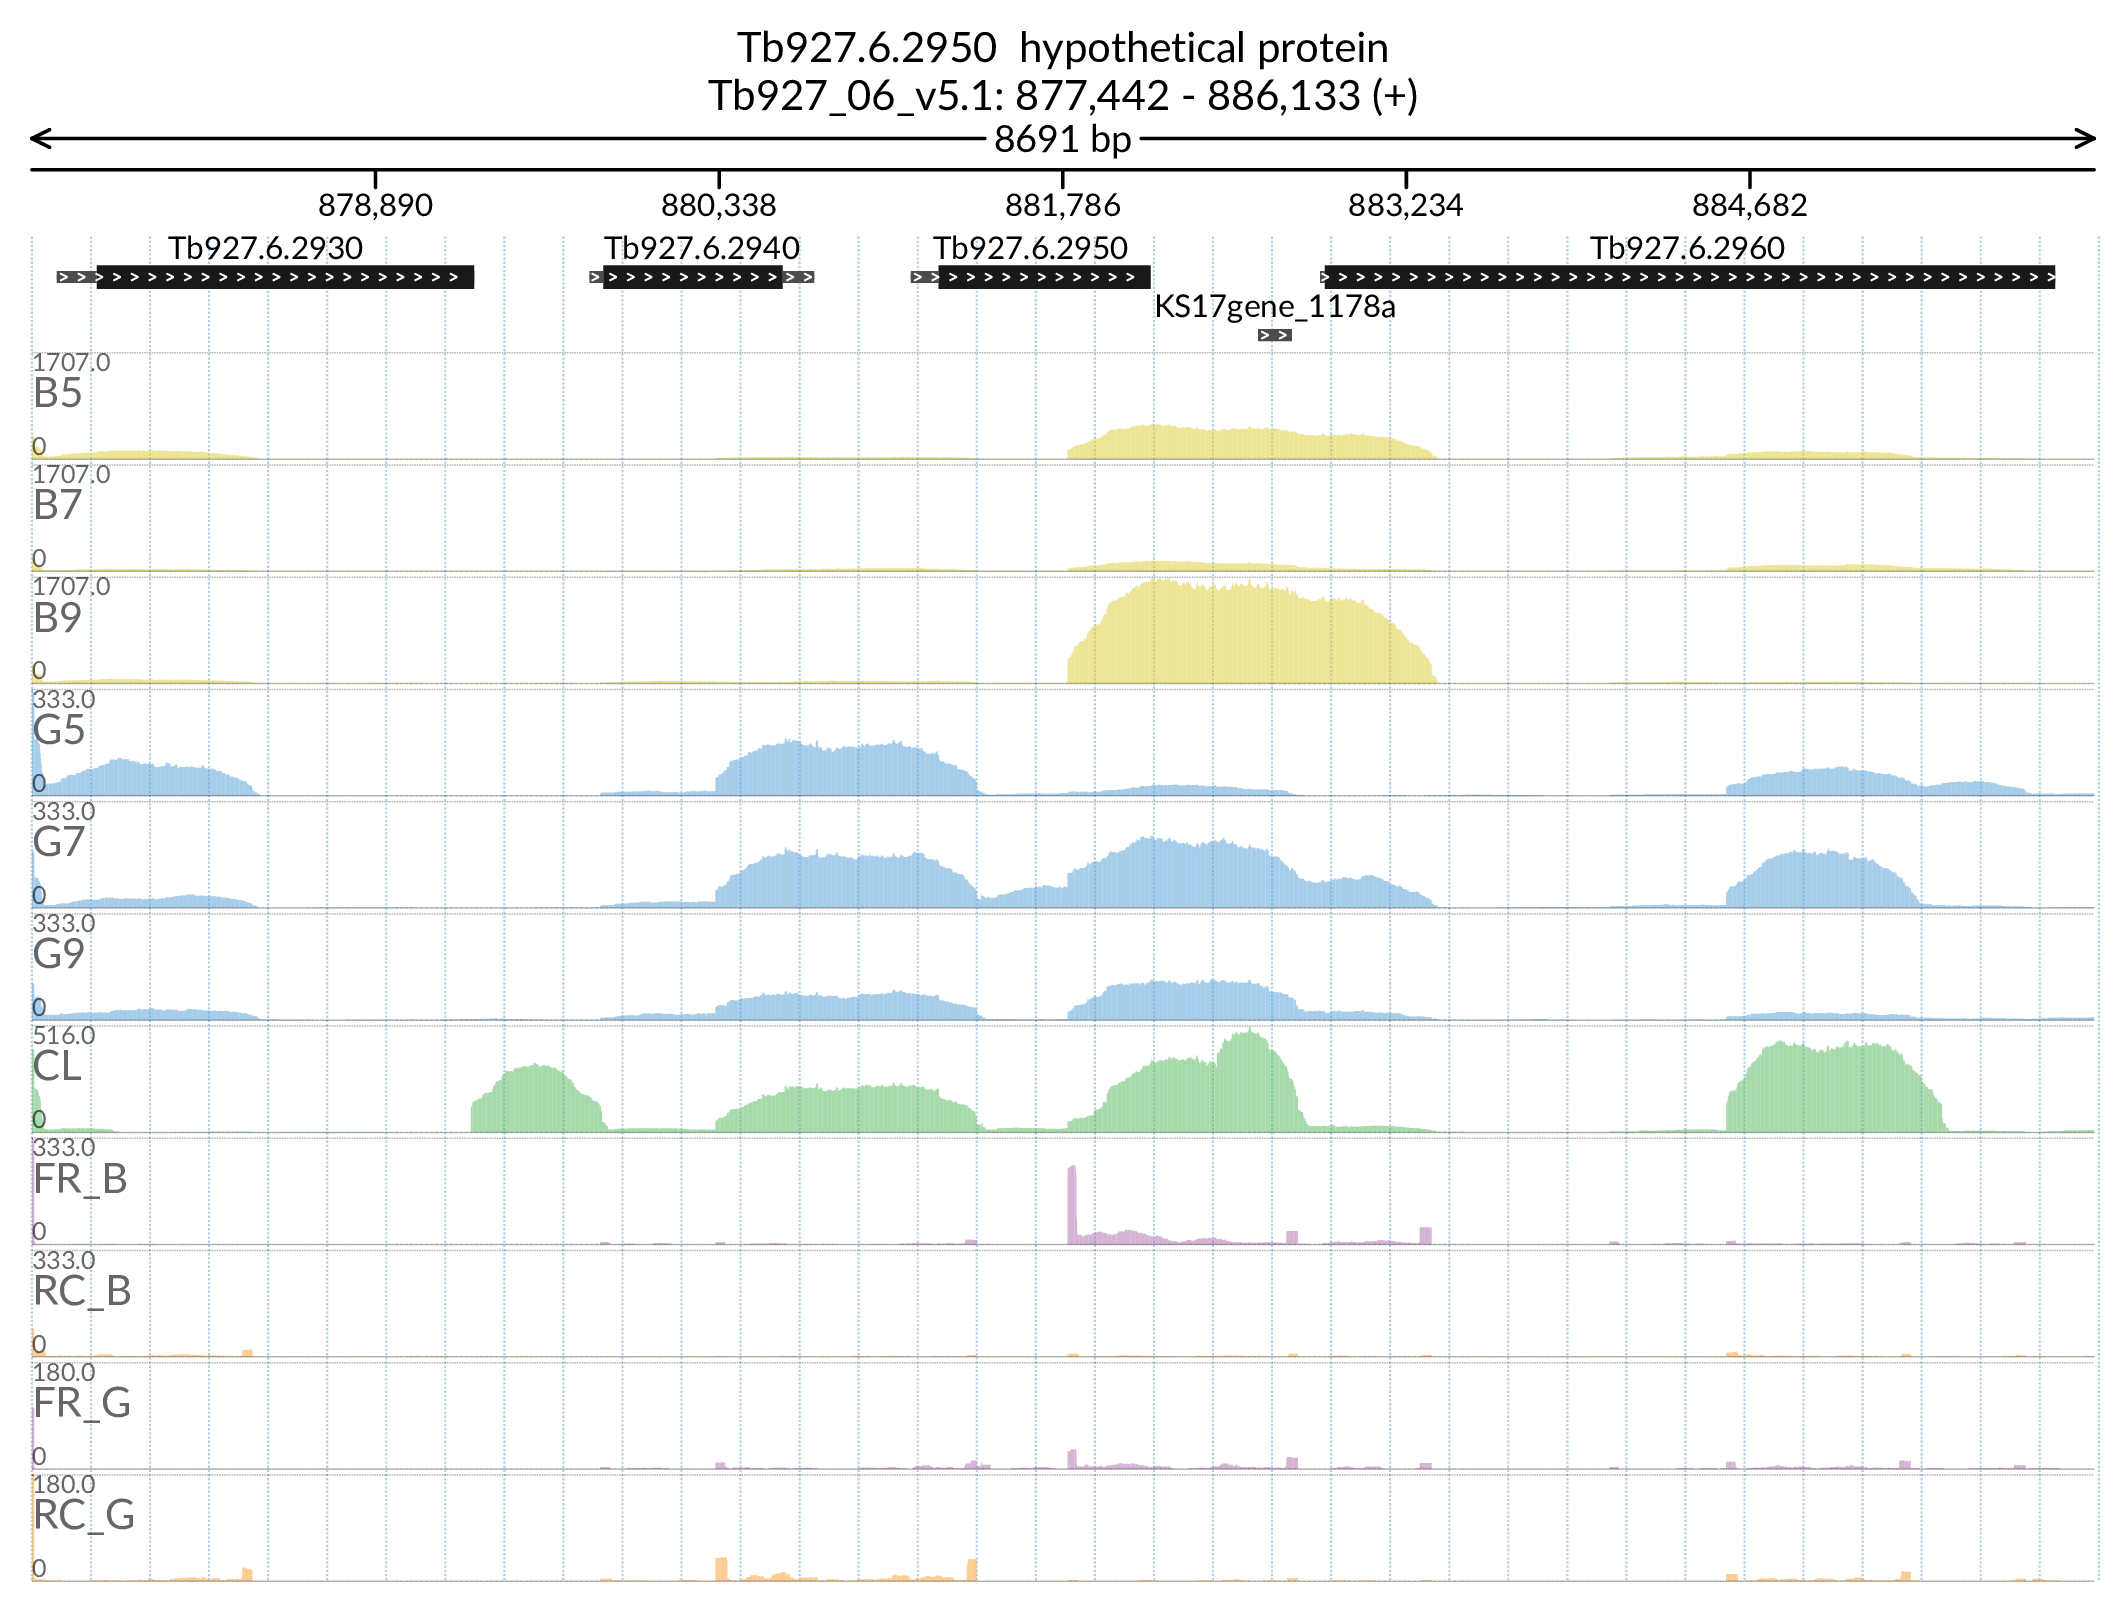 Tb927.6.2950  hypothetical protein
Tb927_06_v5.1: 877,442 - 886,133 (+)
8691 bp
878,890 880,338 881,786 883,234 884,682
Tb927.6.2930 Tb927.6.2940 Tb927.6.2950 Tb927.6.2960
KS17gene_1178a
1707.0
B5
0
1707.0
B7
0
1707.0
B9
0
333.0
G5
0
333.0
G7
0
333.0
G9
0
516.0
CL
0
333.0
FR_B
0
333.0
RC_B
0
180.0
FR_G
0
180.0
RC_G
0